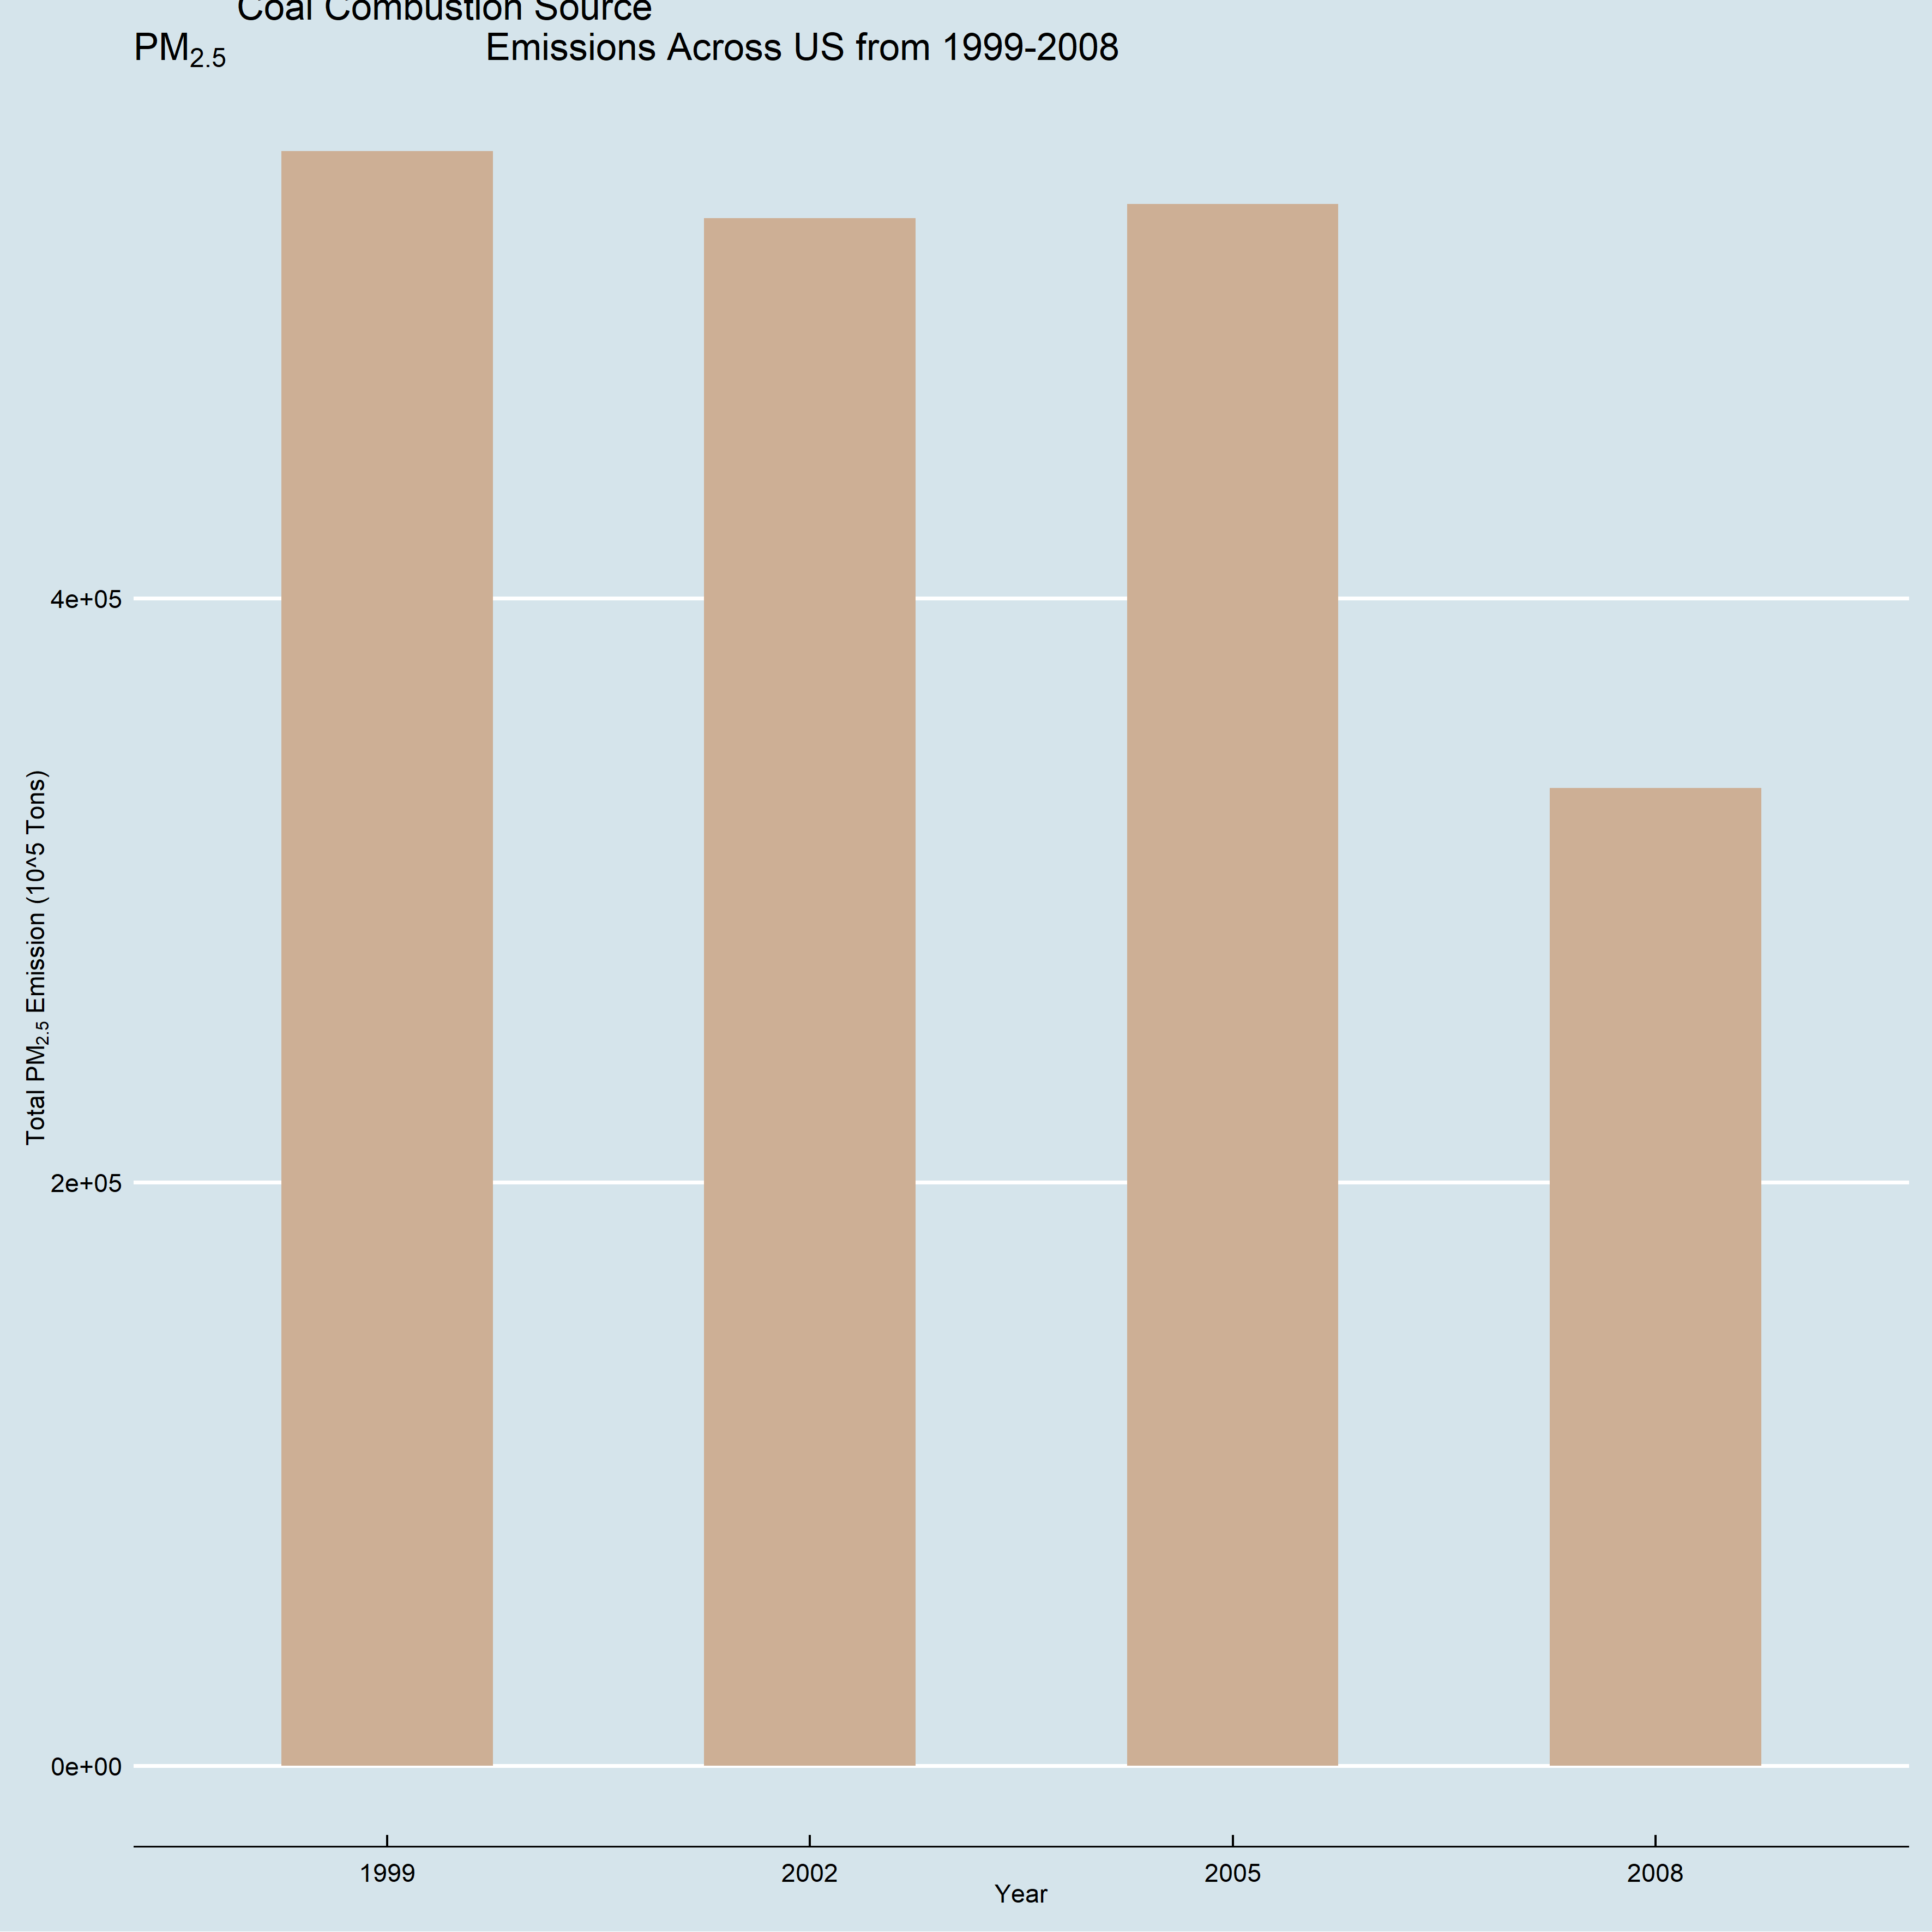 Coal Combustion Source
PM2.5 Emissions Across US from 1999-2008
4e+05
2e+05
0e+00
Total PM2.5 Emission (10^5 Tons)
1999 2002 2005 2008
Year